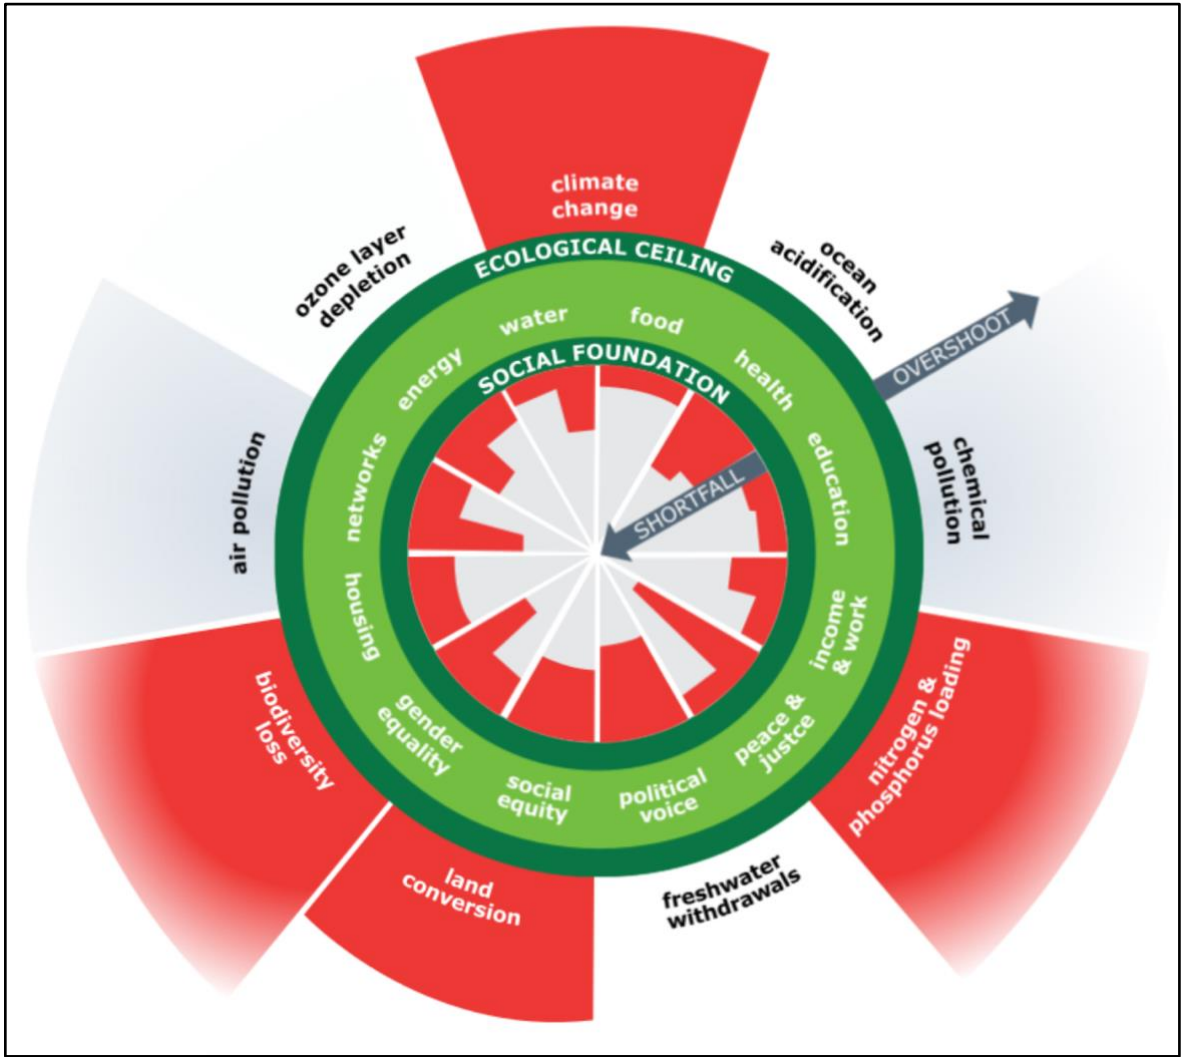 climate
change
ECOLOGICAL CEILING
ozone layer
depletion
ocean
acidification
OVERSHOOT
water
food
energy
health
SOCIAL FOUNDATION
networks
education
SHORTFALL
air pollution
chemical
pollution
housing
income
& work
biodiversity
loss
gender
equality
peace &
justce
nitrogen &
phosphorus loading
social
equity
political
voice
land
conversion
freshwater
withdrawals